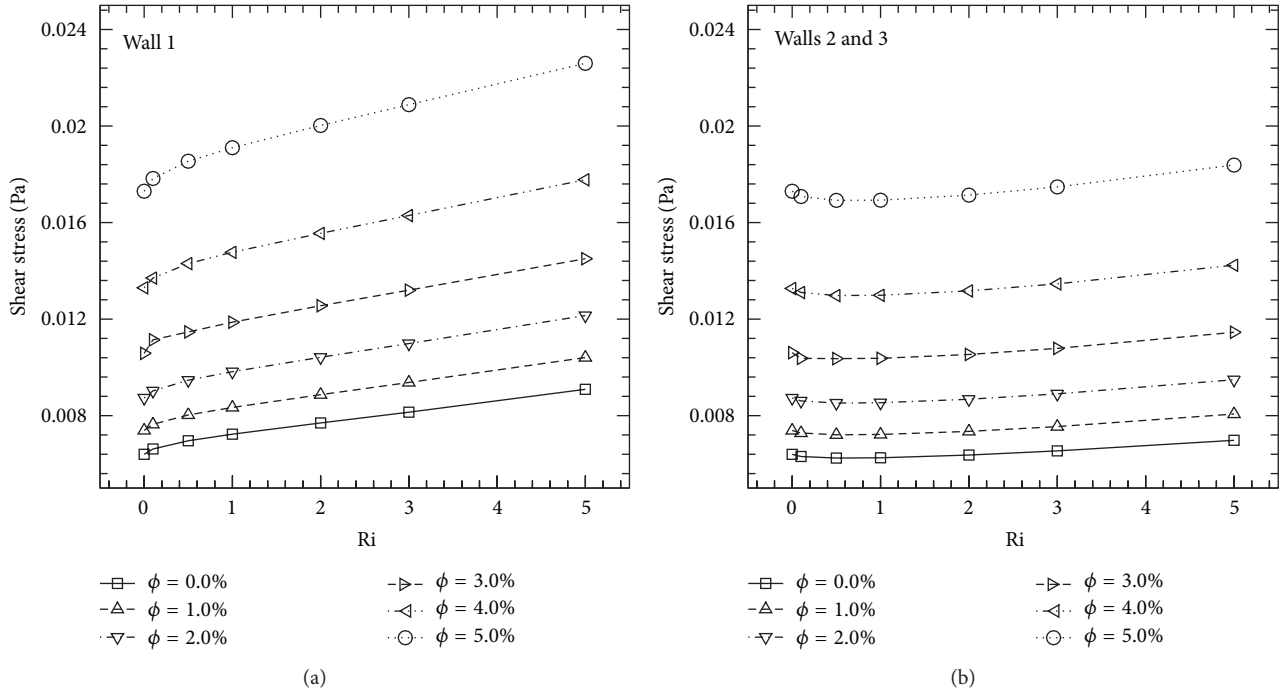 Wall 1
Shear stress (Pa)
0.024
0.02
0.016
0.012
0.008
0 1 2 3 4 5
Ri
ϕ = 0.0%
ϕ = 1.0%
ϕ = 2.0%
ϕ = 3.0%
ϕ = 4.0%
ϕ = 5.0%
(a)
Walls 2 and 3
Shear stress (Pa)
0.024
0.02
0.016
0.012
0.008
0 1 2 3 4 5
Ri
ϕ = 0.0%
ϕ = 1.0%
ϕ = 2.0%
ϕ = 3.0%
ϕ = 4.0%
ϕ = 5.0%
(b)